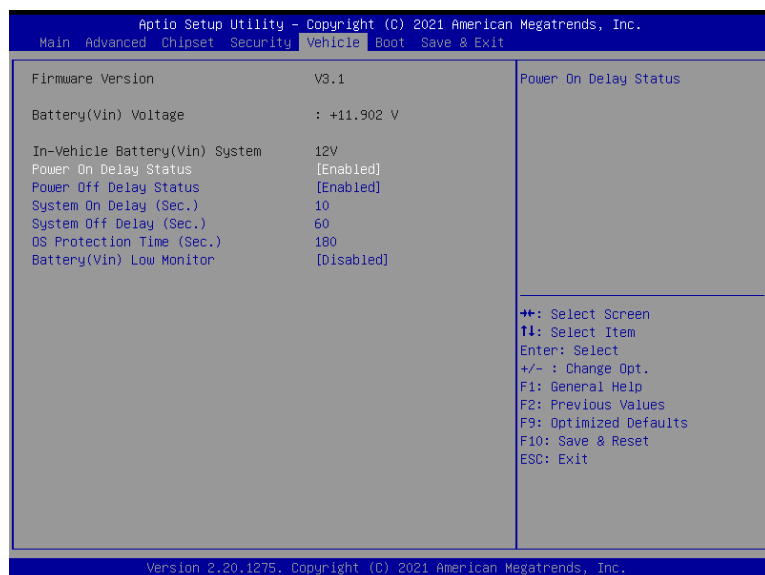 Aptio Setup Utility – Copyright (C) 2021 American Megatrends, Inc.
Main Advanced Chipset Security Vehicle Boot Save & Exit
Firmware Version V3.1
Battery(Vin) Voltage : +11.902 V
In-Vehicle Battery(Vin) System 12V
Power On Delay Status [Enabled]
Power Off Delay Status [Enabled]
System On Delay (Sec.) 10
System Off Delay (Sec.) 60
OS Protection Time (Sec.) 180
Battery(Vin) Low Monitor [Disabled]
Power On Delay Status
→←: Select Screen
↑↓: Select Item
Enter: Select
+/- : Change Opt.
F1: General Help
F2: Previous Values
F9: Optimized Defaults
F10: Save & Reset
ESC: Exit
Version 2.20.1275. Copyright (C) 2021 American Megatrends, Inc.